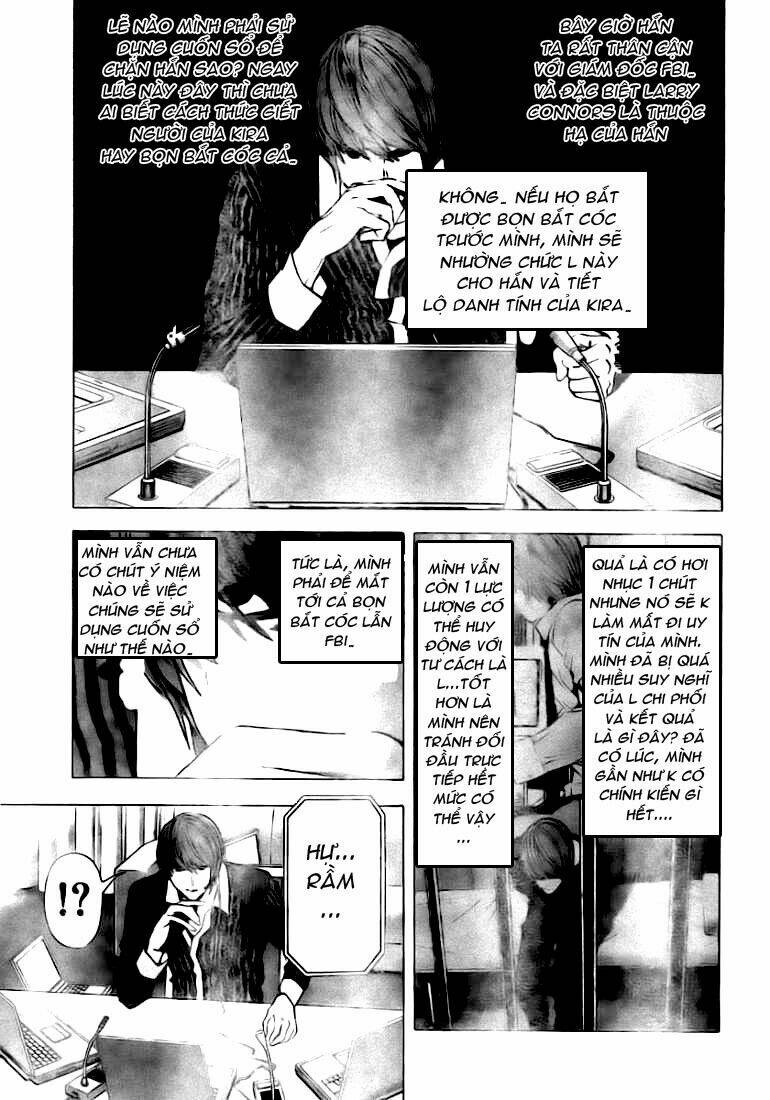 BÂY GIỜ HẮN
TA RẤT THÂN CẬN
VỚI GIÁM ĐỐC FBI_
VÀ ĐẶC BIỆT LARRY
CONNORS LÀ THUỘC
HẠ CỦA HẮN
LẼ NÀO MÌNH PHẢI SỬ
DỤNG CUỐN SỔ ĐỂ
CHẶN HẮN SAO? NGAY
LÚC NÀY ĐÂY THÌ CHƯA
AI BIẾT CÁCH THỨC GIẾT
NGƯỜI CỦA KIRA
HAY BỌN BẮT CÓC CẢ_
KHÔNG_ NẾU HỌ BẮT
ĐƯỢC BỌN BẮT CÓC
TRƯỚC MÌNH, MÌNH SẼ
NHƯỜNG CHỨC L NÀY
CHO HẮN VÀ TIẾT
LỘ DANH TÍNH CỦA KIRA_
QUẢ LÀ CÓ HƠI
NHỤC 1 CHÚT
NHƯNG NÓ SẼ K
LÀM MẤT ĐI UY
TÍN CỦA MÌNH.
MÌNH ĐÃ BỊ QUÁ
NHIỀU SUY NGHĨ
CỦA L CHI PHỐI
VÀ KẾT QUẢ
LÀ GÌ ĐÂY? ĐÃ
CÓ LÚC, MÌNH
GẦN NHƯ K CÓ
CHÍNH KIẾN GÌ
HẾT....
MÌNH VẪN
CÒN 1 LỰC
LƯỢNG CÓ
THỂ HUY
ĐỘNG VỚI
TƯ CÁCH LÀ
L...TỐT
HƠN LÀ
MÌNH NÊN
TRÁNH ĐỐI
ĐẦU TRỰC
TIẾP HẾT
MỨC CÓ
THỂ VẬY
...
TỨC LÀ, MÌNH
PHẢI ĐỂ MẮT
TỚI CẢ BỌN
BẮT CÓC LẪN
FBI_
MÌNH VẪN CHƯA
CÓ CHÚT Ý NIỆM
NÀO VỀ VIỆC
CHÚNG SẼ SỬ
DỤNG CUỐN SỔ
NHƯ THẾ NÀO_
HỰ...
RẦM
...
!?